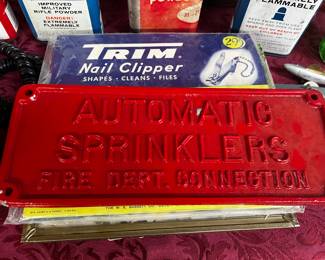 IMPROVED
MILITARY
RIFLE POWDER
DANGER!
EXTREMELY
FLAMMABLE
FLAMMABLE
TRIM
29¢
Nail Clipper
SHAPES - CLEANS - FILES
AUTOMATIC
SPRINKLERS
FIRE DEPT. CONNECTION